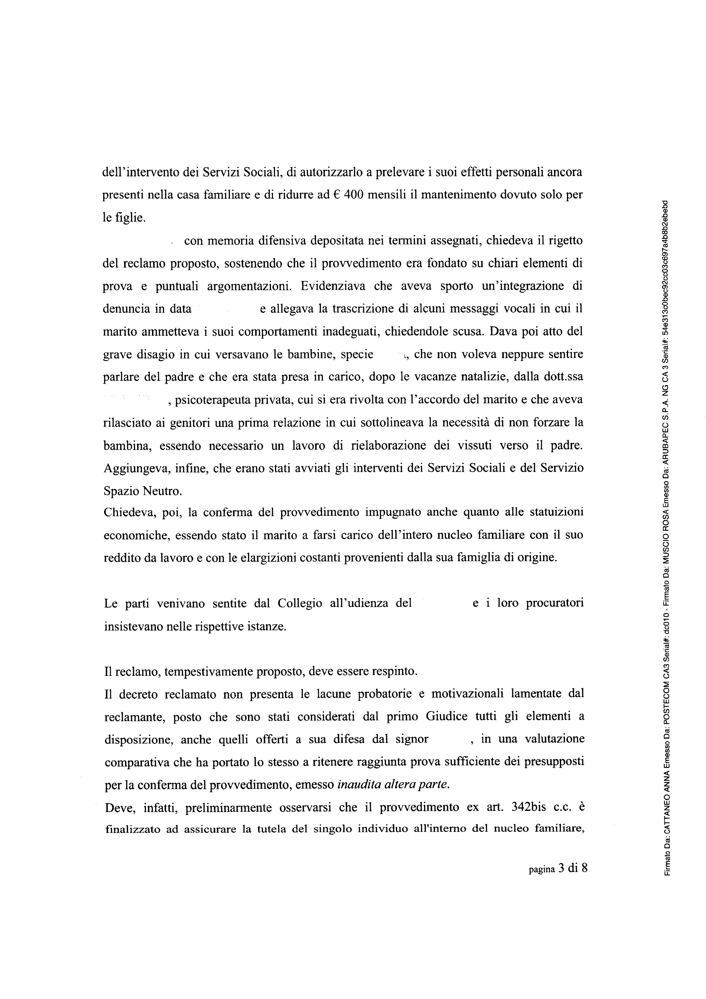 dell'intervento dei Servizi Sociali, di autorizzarlo a prelevare i suoi effetti personali ancora
presenti nella casa familiare e di ridurre ad € 400 mensili il mantenimento dovuto solo per
le figlie.
con memoria difensiva depositata nei termini assegnati, chiedeva il rigetto
del reclamo proposto, sostenendo che il provvedimento era fondato su chiari elementi di
prova e puntuali argomentazioni. Evidenziava che aveva sporto un'integrazione di
denuncia in data e allegava la trascrizione di alcuni messaggi vocali in cui il
marito ammetteva i suoi comportamenti inadeguati, chiedendole scusa. Dava poi atto del
grave disagio in cui versavano le bambine, specie , che non voleva neppure sentire
parlare del padre e che era stata presa in carico, dopo le vacanze natalizie, dalla dott.ssa
, psicoterapeuta privata, cui si era rivolta con l'accordo del marito e che aveva
rilasciato ai genitori una prima relazione in cui sottolineava la necessità di non forzare la
bambina, essendo necessario un lavoro di rielaborazione dei vissuti verso il padre.
Aggiungeva, infine, che erano stati avviati gli interventi dei Servizi Sociali e del Servizio
Spazio Neutro.
Chiedeva, poi, la conferma del provvedimento impugnato anche quanto alle statuizioni
economiche, essendo stato il marito a farsi carico dell'intero nucleo familiare con il suo
reddito da lavoro e con le elargizioni costanti provenienti dalla sua famiglia di origine.
Le parti venivano sentite dal Collegio all'udienza del e i loro procuratori
insistevano nelle rispettive istanze.
Il reclamo, tempestivamente proposto, deve essere respinto.
Il decreto reclamato non presenta le lacune probatorie e motivazionali lamentate dal
reclamante, posto che sono stati considerati dal primo Giudice tutti gli elementi a
disposizione, anche quelli offerti a sua difesa dal signor , in una valutazione
comparativa che ha portato lo stesso a ritenere raggiunta prova sufficiente dei presupposti
per la conferma del provvedimento, emesso inaudita altera parte.
Deve, infatti, preliminarmente osservarsi che il provvedimento ex art. 342bis c.c. è
finalizzato ad assicurare la tutela del singolo individuo all'interno del nucleo familiare,
pagina 3 di 8
Firmato Da: CATTANEO ANNA Emesso Da: POSTECOM CA3 Serial#: dc010 - Firmato Da: MUSCIO ROSA Emesso Da: ARUBAPEC S.P.A. NG CA 3 Serial#: 54e313c0bec92cc03c697a4b8b2ebebd